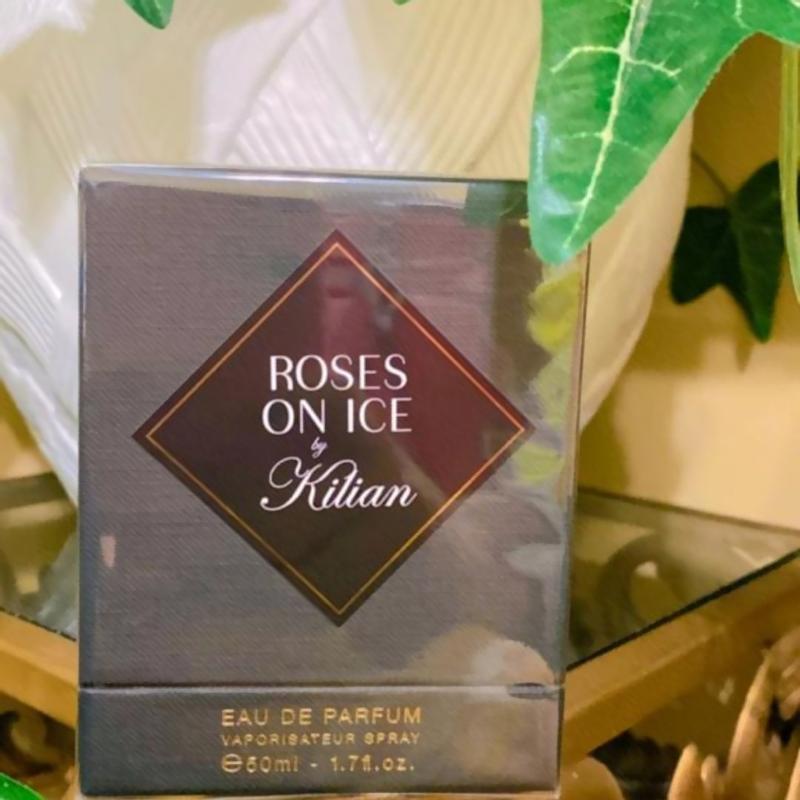 ROSES
ON ICE
by
Kilian
EAU DE PARFUM
VAPORISATEUR SPRAY
℮50ml - 1.7fl.oz.